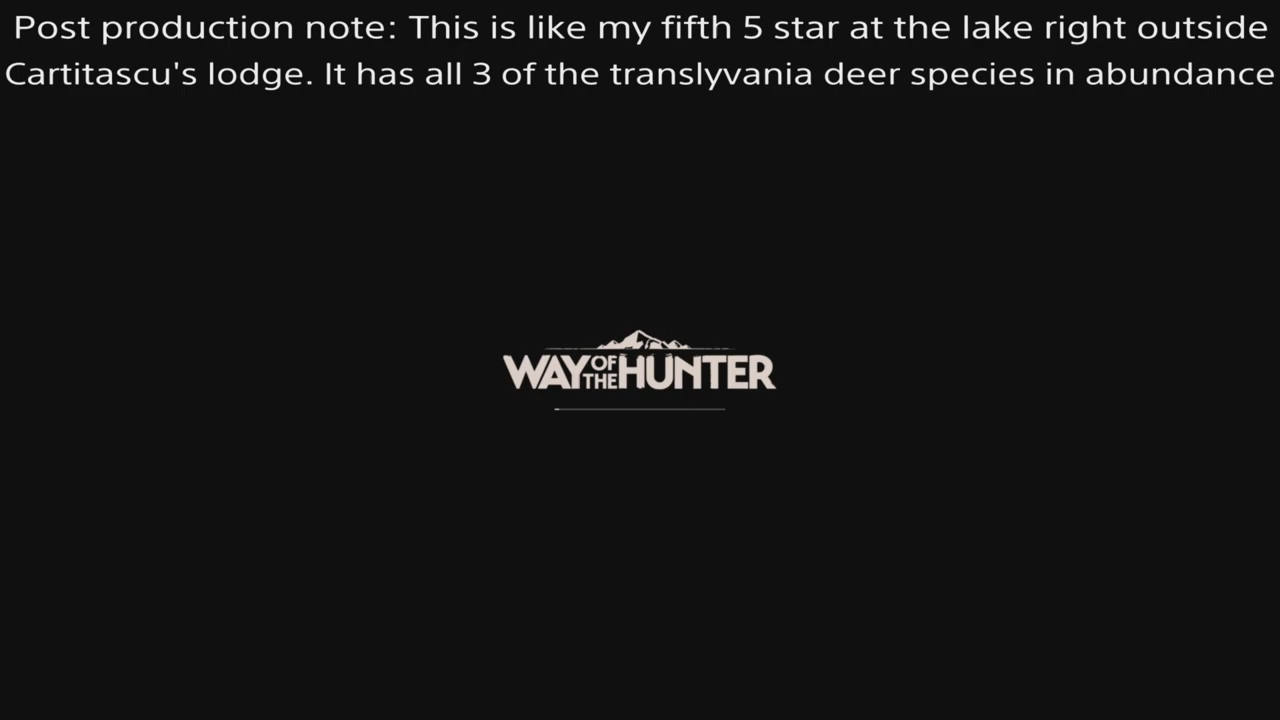 Post production note: This is like my fifth 5 star at the lake right outside
Cartitascu's lodge. It has all 3 of the translyvania deer species in abundance
WAY OF THE HUNTER